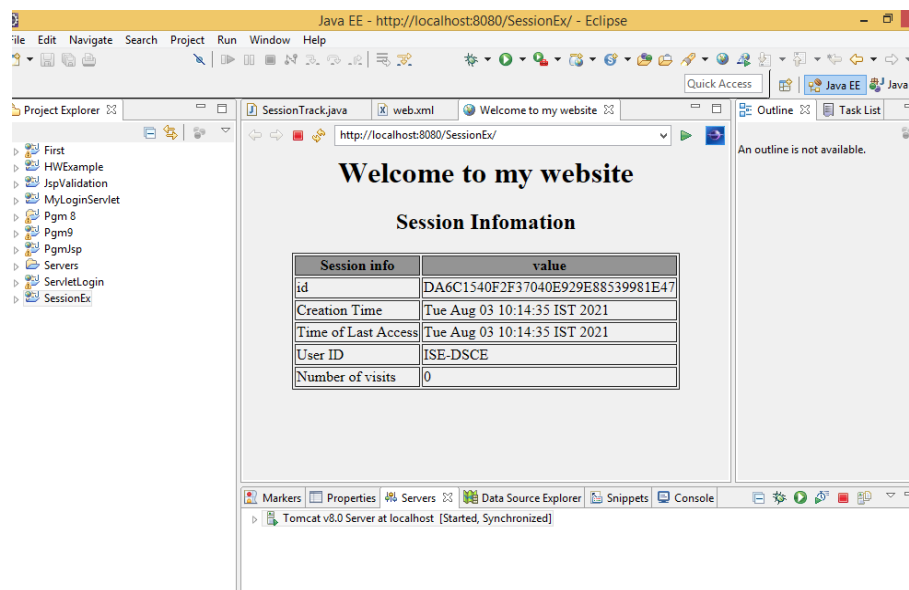 Java EE - http://localhost:8080/SessionEx/ - Eclipse
File Edit Navigate Search Project Run Window Help
Quick Access Java EE Java
Project Explorer
First
HWExample
JspValidation
MyLoginServlet
Pgm 8
Pgm9
PgmJsp
Servers
ServletLogin
SessionEx
SessionTrack.java web.xml Welcome to my website
http://localhost:8080/SessionEx/
Welcome to my website
Session Infomation
Session info value
id DA6C1540F2F37040E929E88539981E47
Creation Time Tue Aug 03 10:14:35 IST 2021
Time of Last Access Tue Aug 03 10:14:35 IST 2021
User ID ISE-DSCE
Number of visits 0
Outline Task List
An outline is not available.
Markers Properties Servers Data Source Explorer Snippets Console
Tomcat v8.0 Server at localhost [Started, Synchronized]